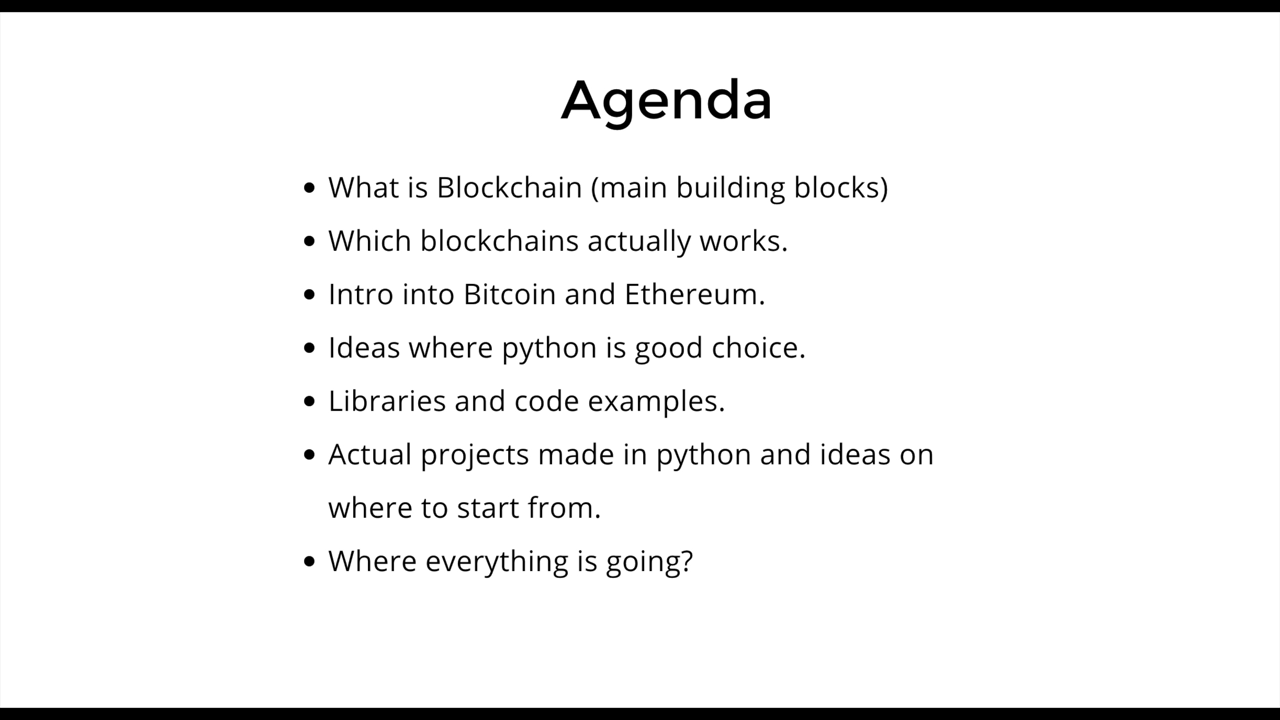 Agenda
• What is Blockchain (main building blocks)
• Which blockchains actually works.
• Intro into Bitcoin and Ethereum.
• Ideas where python is good choice.
• Libraries and code examples.
• Actual projects made in python and ideas on
where to start from.
• Where everything is going?